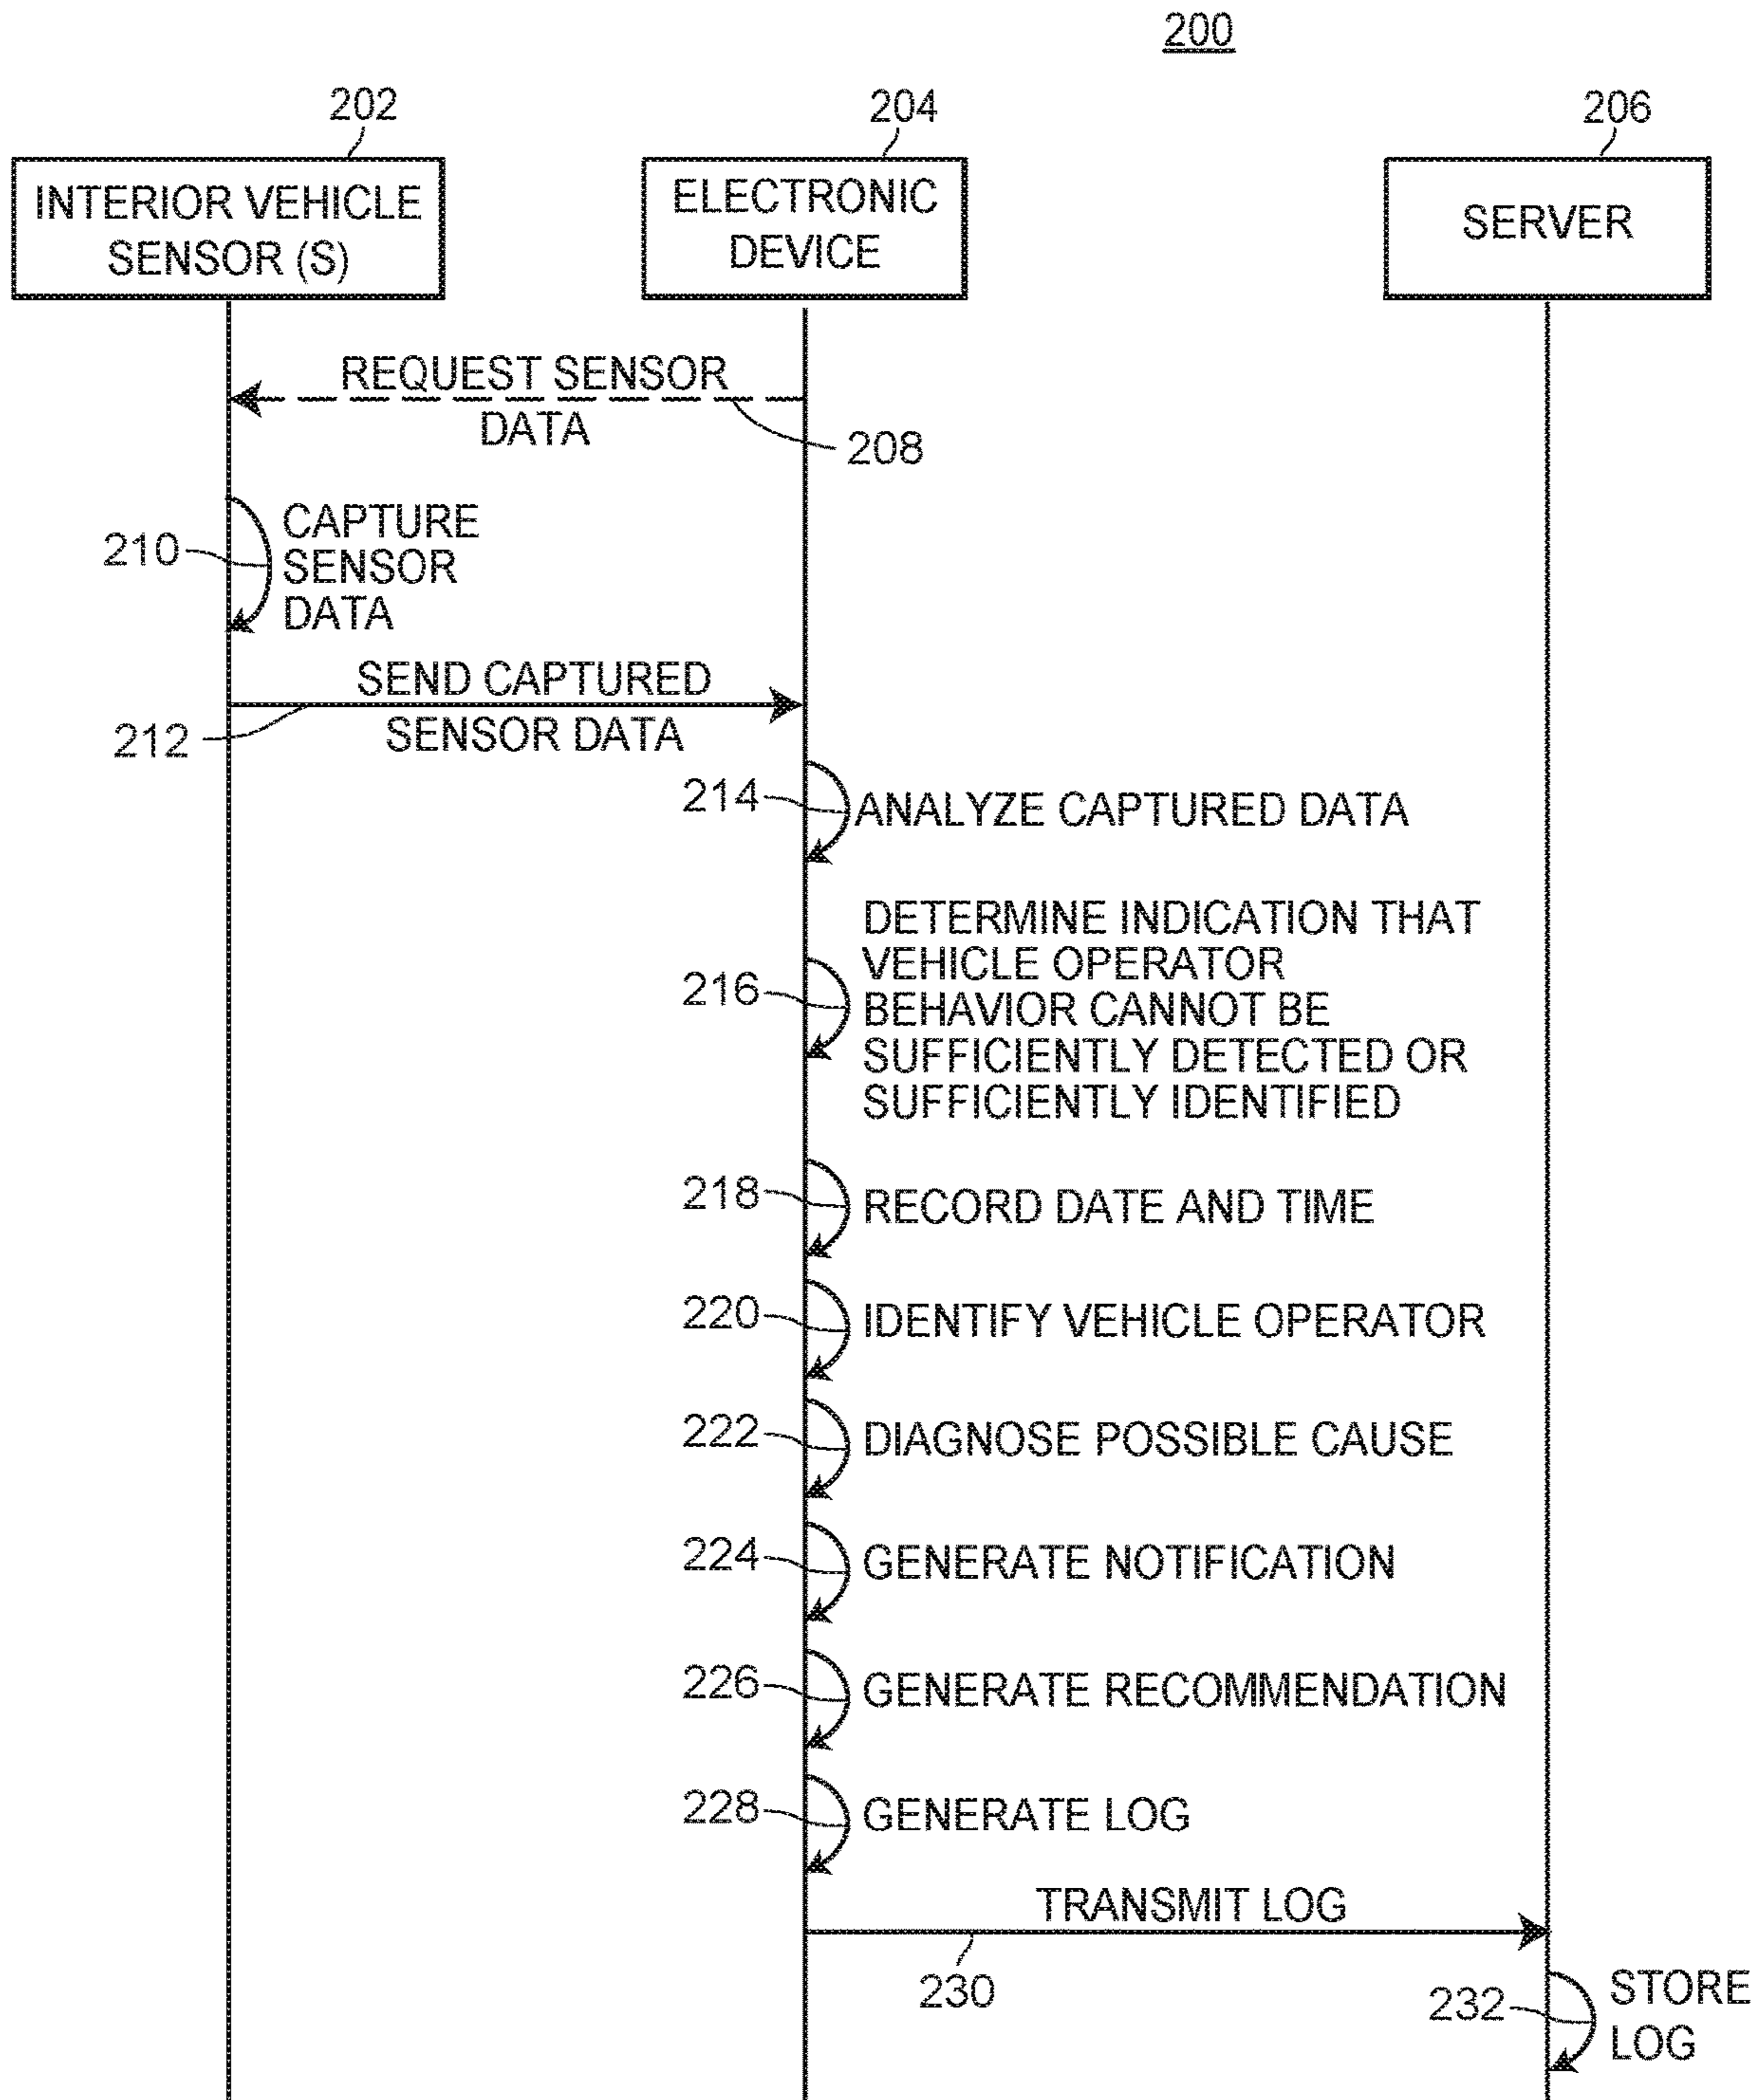 200
202
204
206
INTERIOR VEHICLE
SENSOR (S)
ELECTRONIC
DEVICE
SERVER
REQUEST SENSOR
DATA
208
210
CAPTURE
SENSOR
DATA
SEND CAPTURED
SENSOR DATA
212
214
ANALYZE CAPTURED DATA
216
DETERMINE INDICATION THAT
VEHICLE OPERATOR
BEHAVIOR CANNOT BE
SUFFICIENTLY DETECTED OR
SUFFICIENTLY IDENTIFIED
218
RECORD DATE AND TIME
220
IDENTIFY VEHICLE OPERATOR
222
DIAGNOSE POSSIBLE CAUSE
224
GENERATE NOTIFICATION
226
GENERATE RECOMMENDATION
228
GENERATE LOG
TRANSMIT LOG
230
232
STORE
LOG